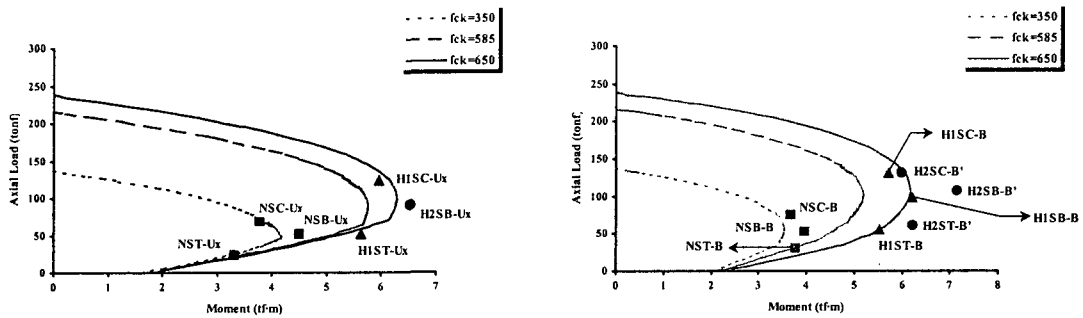 fck=350
fck=585
fck=650
300
250
200
150
100
50
0
Axial Load (tonf)
H1SC-Ux
NSC-Ux
NSB-Ux
H2SB-Ux
NST-Ux
H1ST-Ux
0 1 2 3 4 5 6 7
Moment (tf·m)
fck=350
fck=585
fck=650
300
250
200
150
100
50
0
Axial Load (tonf)
H1SC-B
H2SC-B'
H2SB-B'
NSC-B
NSB-B
H2ST-B'
H1SB-B
NST-B
H1ST-B
0 1 2 3 4 5 6 7 8
Moment (tf·m)